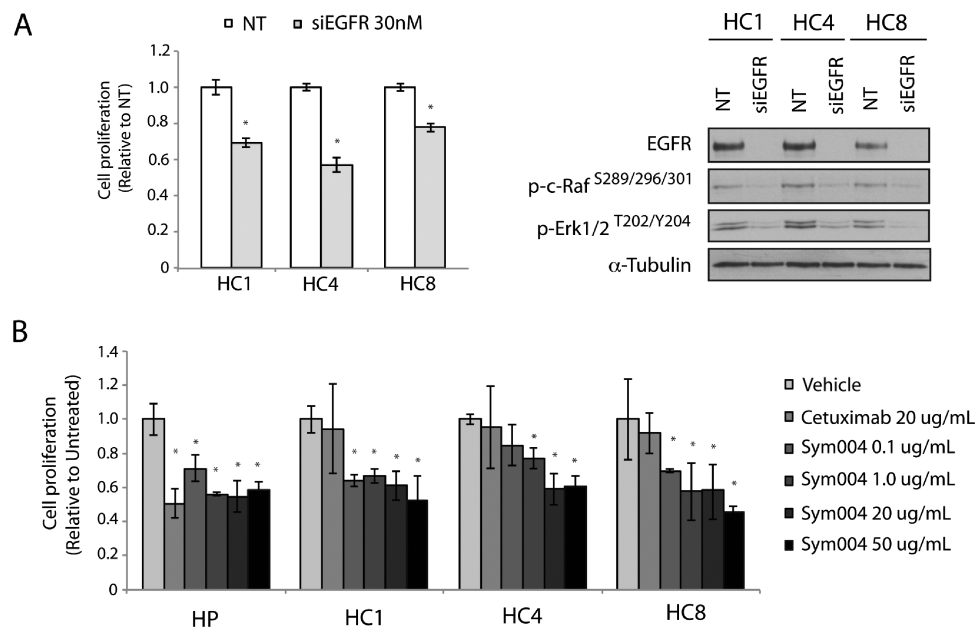 A
NT siEGFR 30nM
HC1 HC4 HC8
NT siEGFR NT siEGFR NT siEGFR
Cell proliferation
(Relative to NT)
1.2
1.0
0.8
0.6
0.4
0.2
0
* * *
HC1 HC4 HC8
EGFR
p-c-Raf S289/296/301
p-Erk1/2 T202/Y204
α-Tubulin
B
Cell proliferation
(Relative to Untreated)
1.4
1.2
1.0
0.8
0.6
0.4
0.2
0
* * * * *
* * * *
* * *
* * * *
HP HC1 HC4 HC8
Vehicle
Cetuximab 20 ug/mL
Sym004 0.1 ug/mL
Sym004 1.0 ug/mL
Sym004 20 ug/mL
Sym004 50 ug/mL